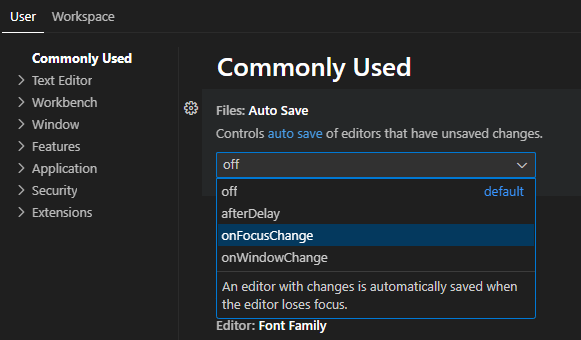 User Workspace
Commonly Used
Text Editor
Workbench
Window
Features
Application
Security
Extensions
Commonly Used
Files: Auto Save
Controls auto save of editors that have unsaved changes.
off
off default
afterDelay
onFocusChange
onWindowChange
An editor with changes is automatically saved when
the editor loses focus.
Editor: Font Family